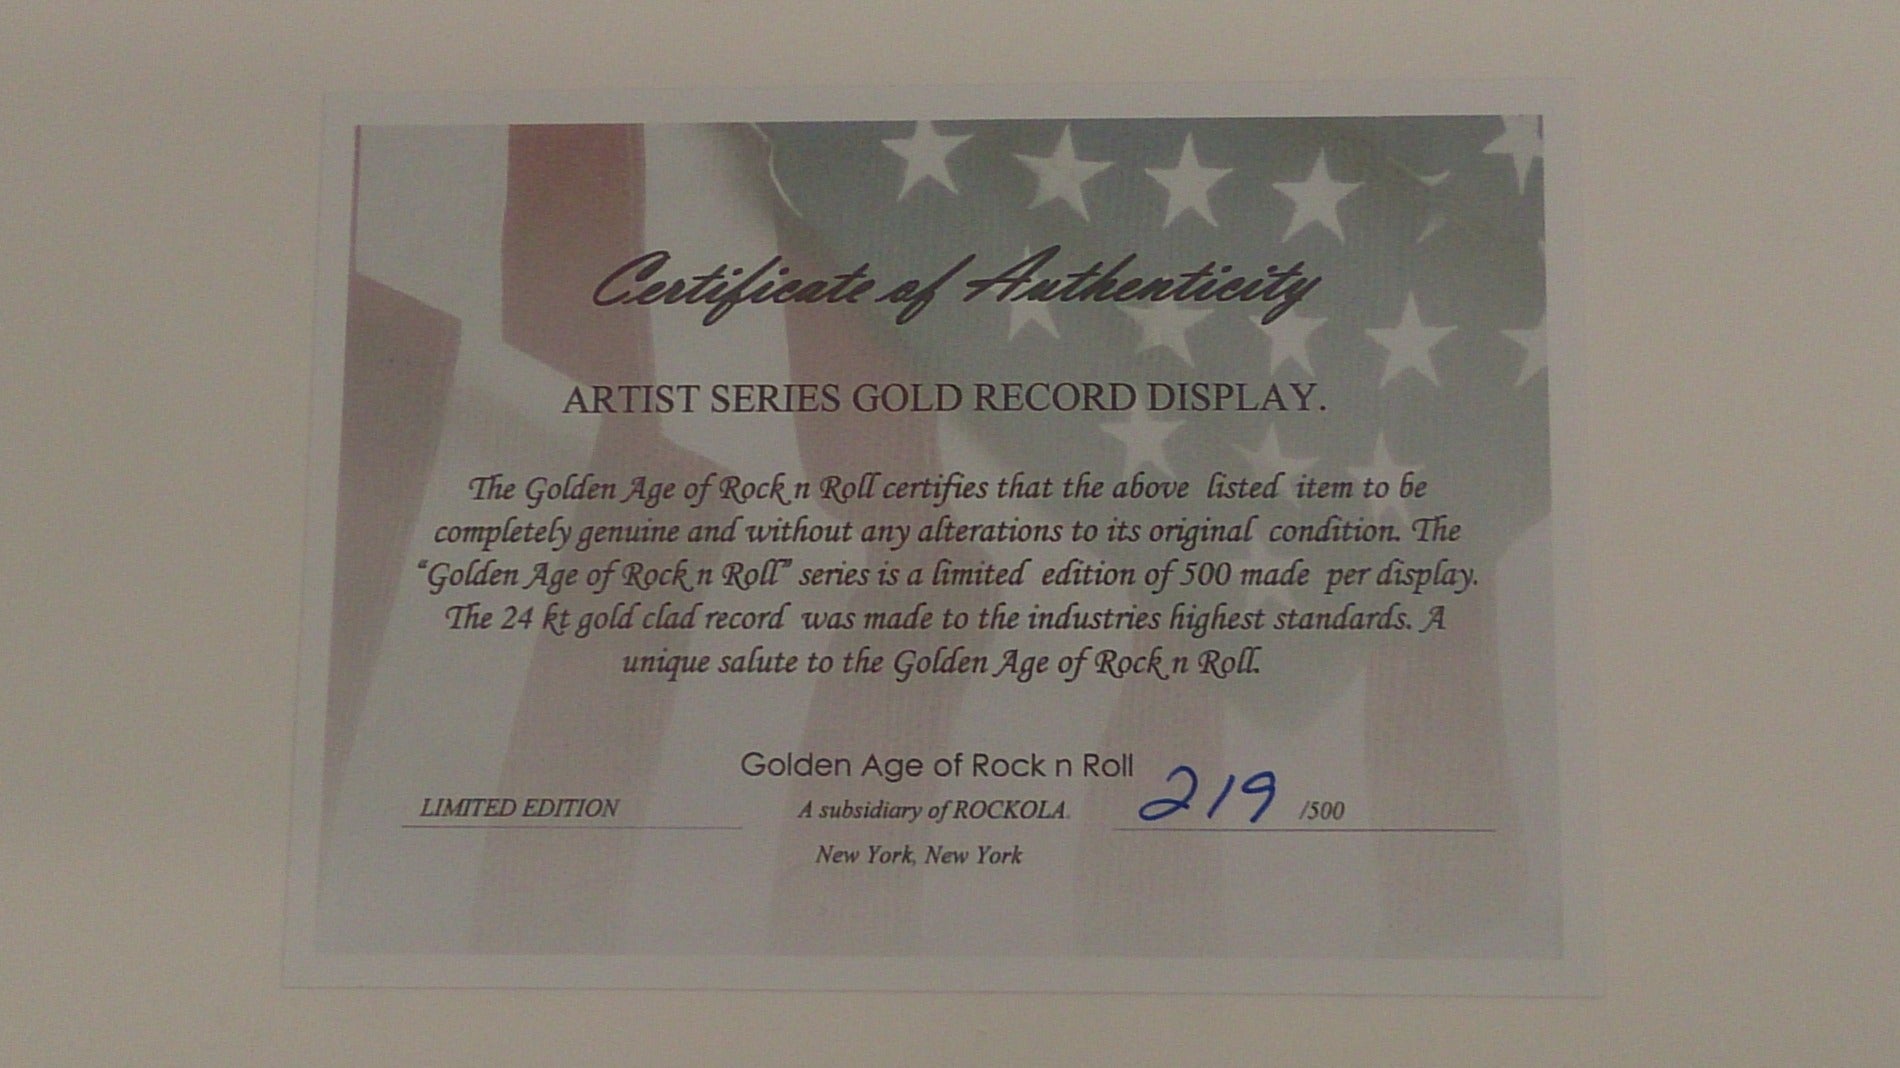 Certificate of Authenticity
ARTIST SERIES GOLD RECORD DISPLAY.
The Golden Age of Rock n Roll certifies that the above listed item to be
completely genuine and without any alterations to its original condition. The
“Golden Age of Rock n Roll” series is a limited edition of 500 made per display.
The 24 kt gold clad record was made to the industries highest standards. A
unique salute to the Golden Age of Rock n Roll.
Golden Age of Rock n Roll
LIMITED EDITION A subsidiary of ROCKOLA. 219 /500
New York, New York